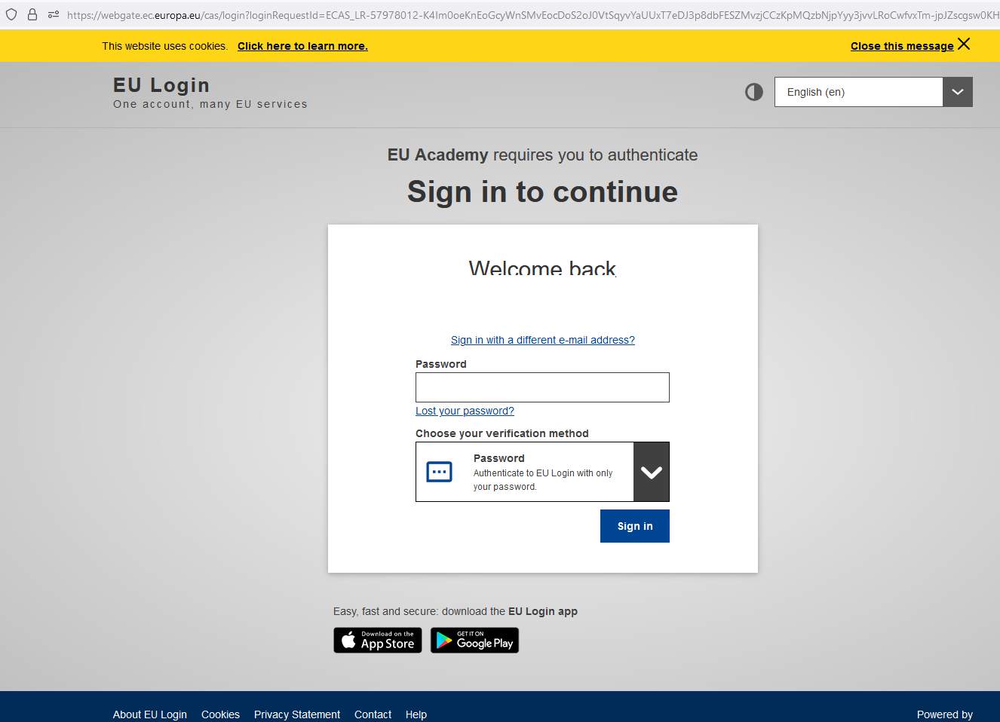 https://webgate.ec.europa.eu/cas/login?loginRequestId=ECAS_LR-57978012-K4Im0oeKnEoGcyWnSMvEocDoS2oJ0VtSqyvYaUUxT7eDJ3p8dbFESZMvzjCCzKpMQzbNjpYyy3jvvLRoCwfvxTm-jpJZscgsw0KH
This website uses cookies. Click here to learn more. Close this message
EU Login
One account, many EU services
English (en)
EU Academy requires you to authenticate
Sign in to continue
Welcome back
Sign in with a different e-mail address?
Password
Lost your password?
Choose your verification method
Password
Authenticate to EU Login with only
your password.
Sign in
Easy, fast and secure: download the EU Login app
Download on the
App Store
GET IT ON
Google Play
About EU Login Cookies Privacy Statement Contact Help Powered by